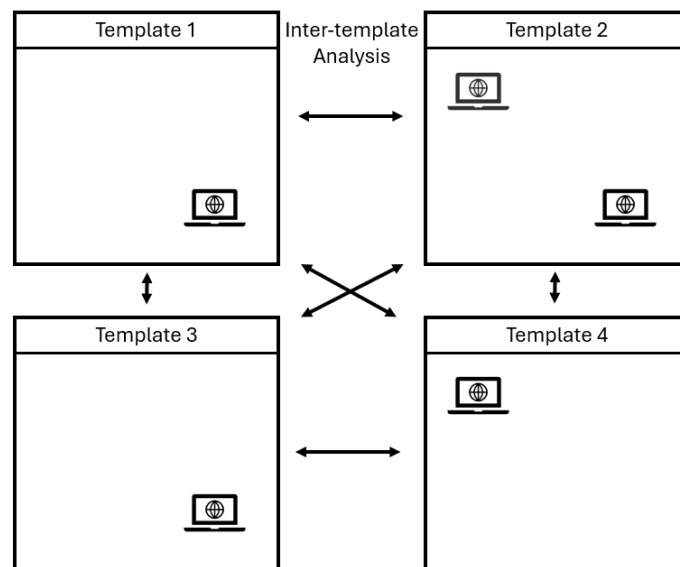 Template 1
Inter-template
Analysis
Template 2
Template 3
Template 4